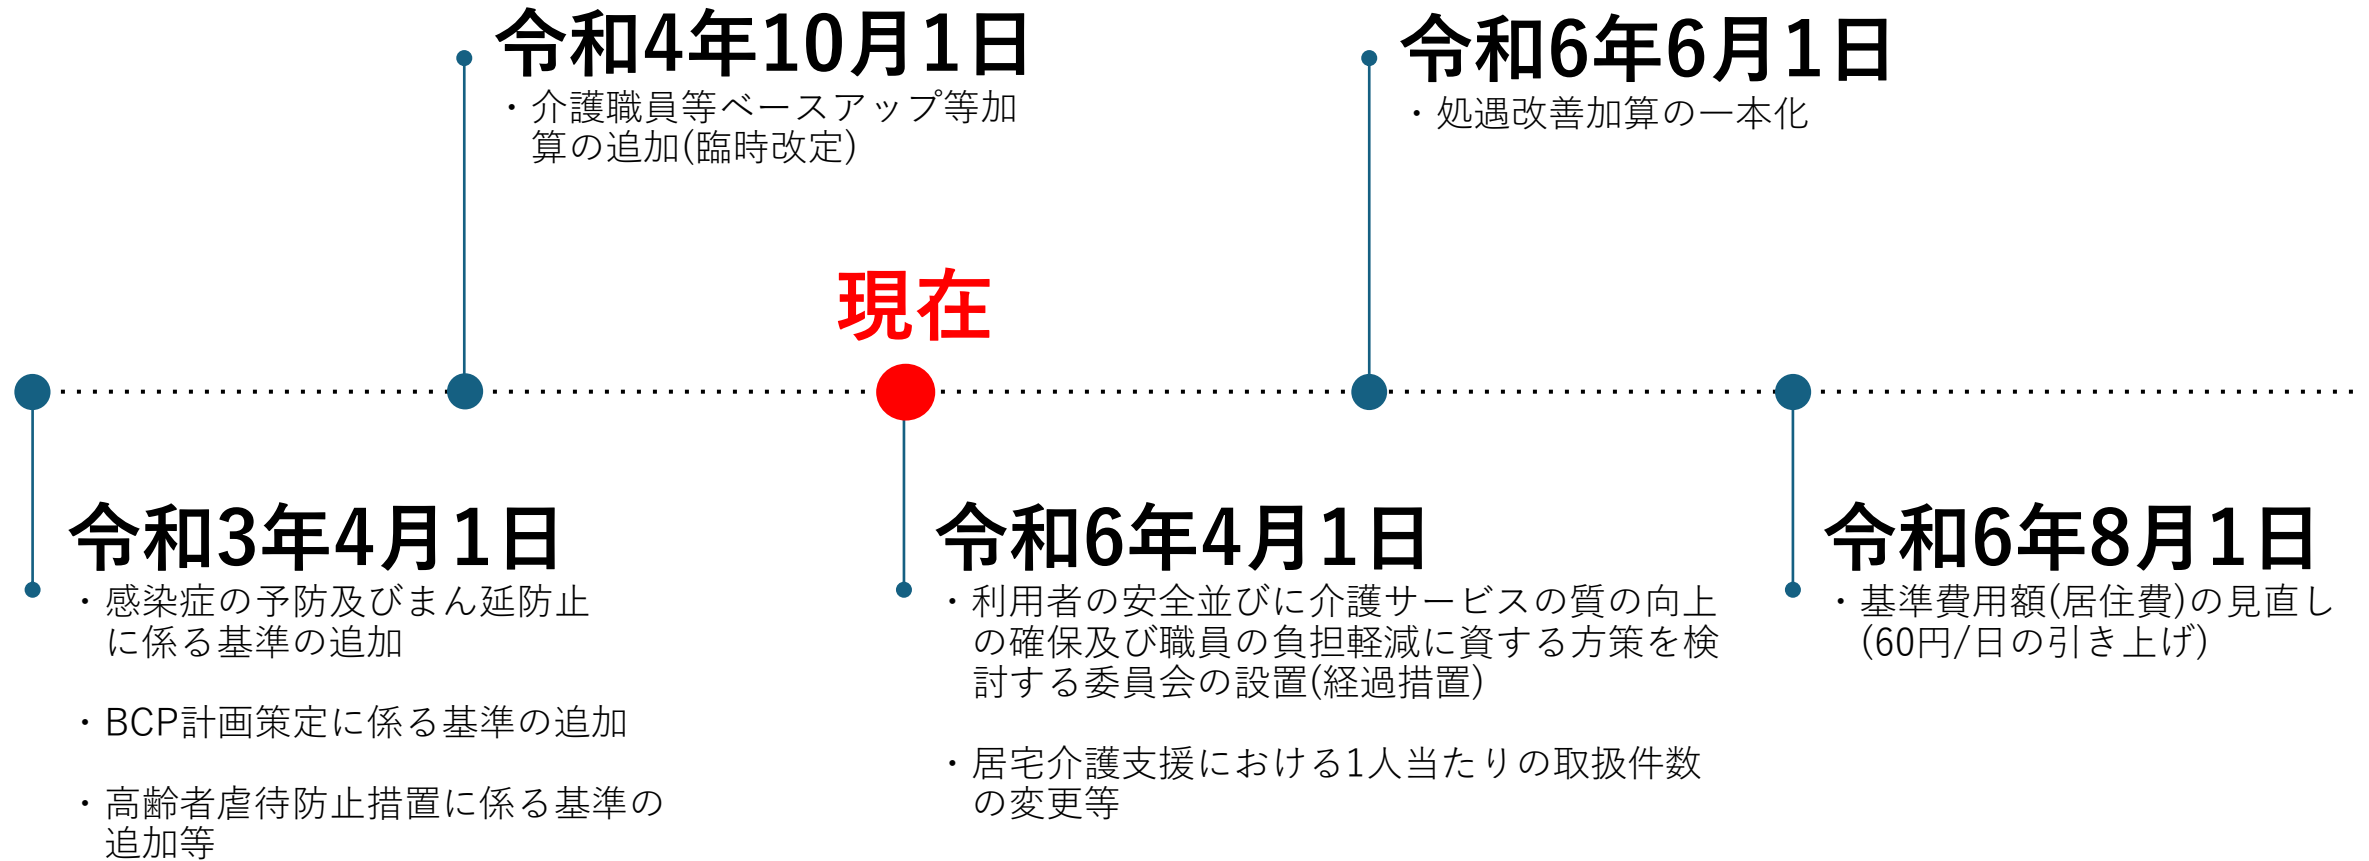 令和4年10月1日
・介護職員等ベースアップ等加
算の追加(臨時改定)
令和6年6月1日
・処遇改善加算の一本化
現在
令和3年4月1日
・感染症の予防及びまん延防止
に係る基準の追加
・BCP計画策定に係る基準の追加
・高齢者虐待防止措置に係る基準の
追加等
令和6年4月1日
・利用者の安全並びに介護サービスの質の向上
の確保及び職員の負担軽減に資する方策を検
討する委員会の設置(経過措置)
・居宅介護支援における1人当たりの取扱件数
の変更等
令和6年8月1日
・基準費用額(居住費)の見直し
(60円/日の引き上げ)